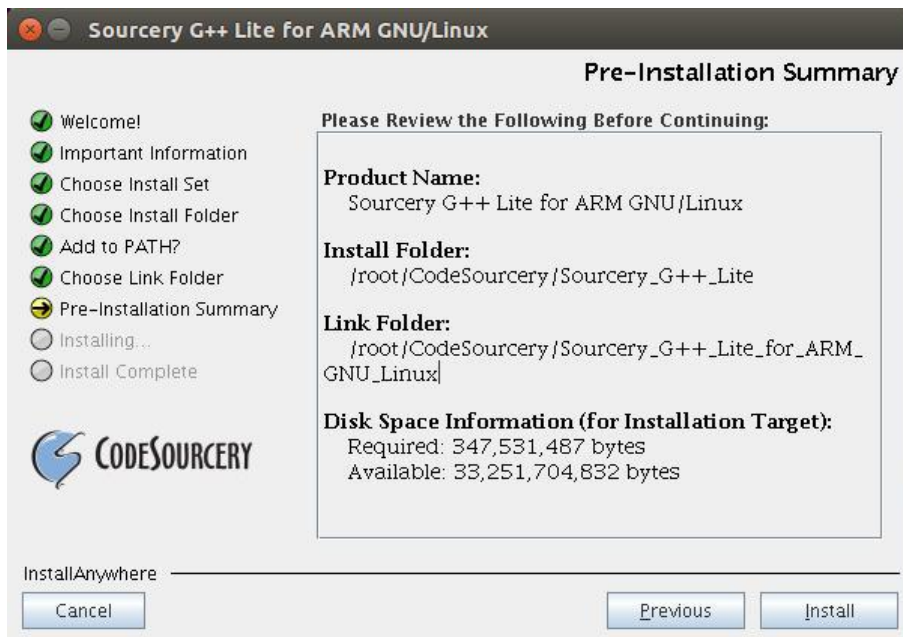 Sourcery G++ Lite for ARM GNU/Linux
Pre-Installation Summary
Welcome!
Important Information
Choose Install Set
Choose Install Folder
Add to PATH?
Choose Link Folder
Pre-Installation Summary
Installing...
Install Complete
CODESOURCERY
Please Review the Following Before Continuing:
Product Name:
Sourcery G++ Lite for ARM GNU/Linux
Install Folder:
/root/CodeSourcery/Sourcery_G++_Lite
Link Folder:
/root/CodeSourcery/Sourcery_G++_Lite_for_ARM_
GNU_Linux
Disk Space Information (for Installation Target):
Required: 347,531,487 bytes
Available: 33,251,704,832 bytes
InstallAnywhere
Cancel
Previous
Install